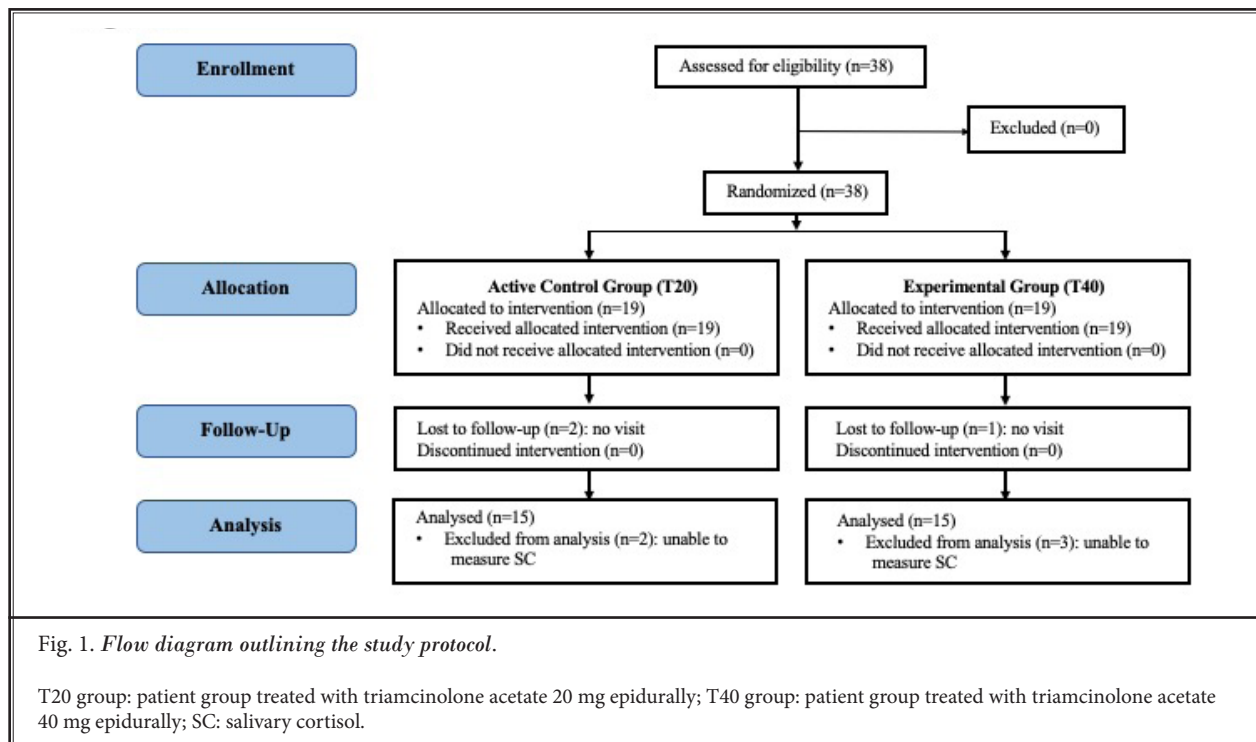 Enrollment
Assessed for eligibility (n=38)
Excluded (n=0)
Randomized (n=38)
Allocation
Active Control Group (T20)
Allocated to intervention (n=19)
• Received allocated intervention (n=19)
• Did not receive allocated intervention (n=0)
Experimental Group (T40)
Allocated to intervention (n=19)
• Received allocated intervention (n=19)
• Did not receive allocated intervention (n=0)
Follow-Up
Lost to follow-up (n=2): no visit
Discontinued intervention (n=0)
Lost to follow-up (n=1): no visit
Discontinued intervention (n=0)
Analysis
Analysed (n=15)
• Excluded from analysis (n=2): unable to
measure SC
Analysed (n=15)
• Excluded from analysis (n=3): unable to
measure SC
Fig. 1. Flow diagram outlining the study protocol.
T20 group: patient group treated with triamcinolone acetate 20 mg epidurally; T40 group: patient group treated with triamcinolone acetate
40 mg epidurally; SC: salivary cortisol.